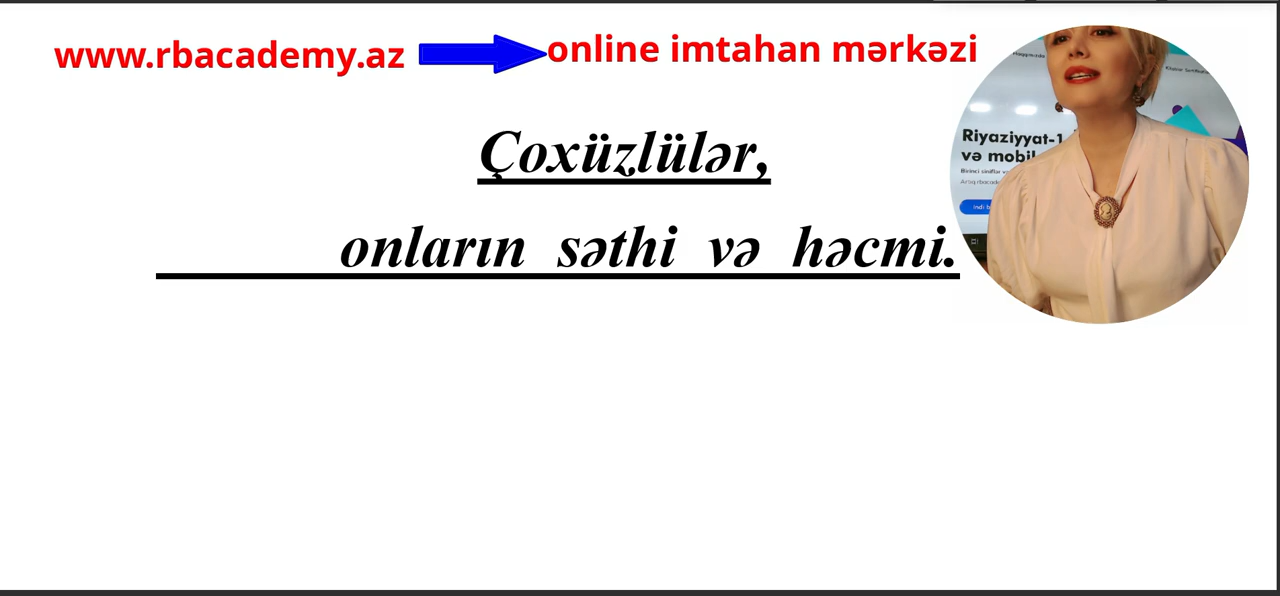 www.rbacademy.az online imtahan mərkəzi
Çoxüzlülər,
onların səthi və həcmi.
Riyaziyyat-1
və mobil